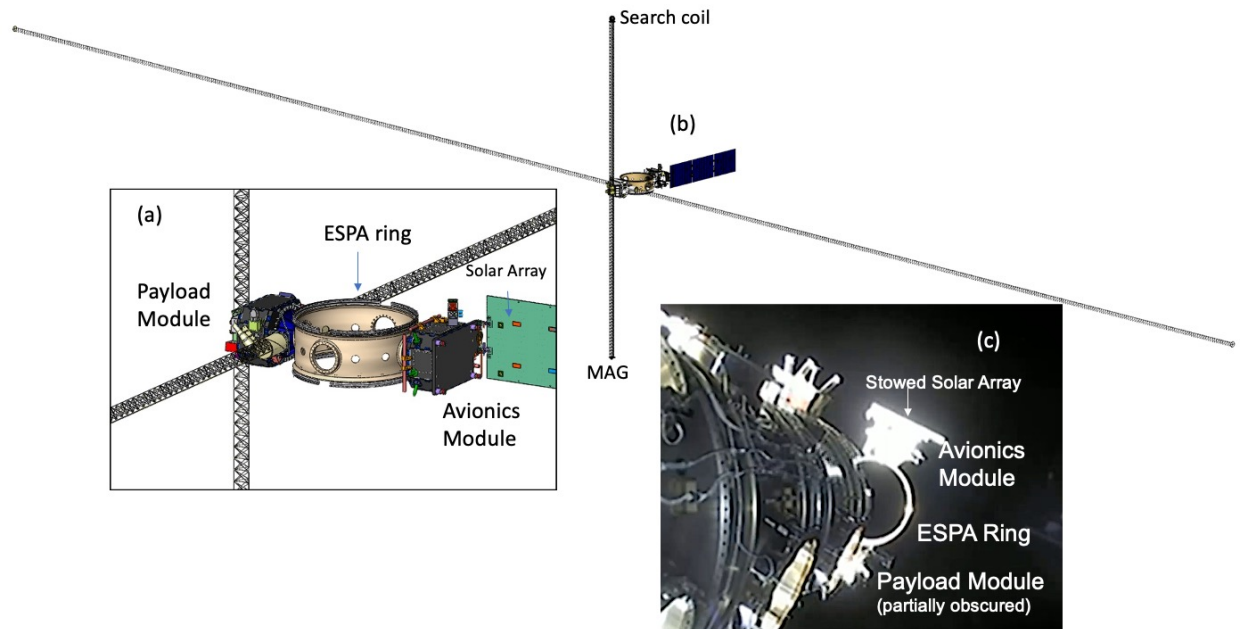 Search coil
(b)
(a)
ESPA ring
Solar Array
Payload
Module
Avionics
Module
MAG
(c)
Stowed Solar Array
Avionics
Module
ESPA Ring
Payload Module
(partially obscured)